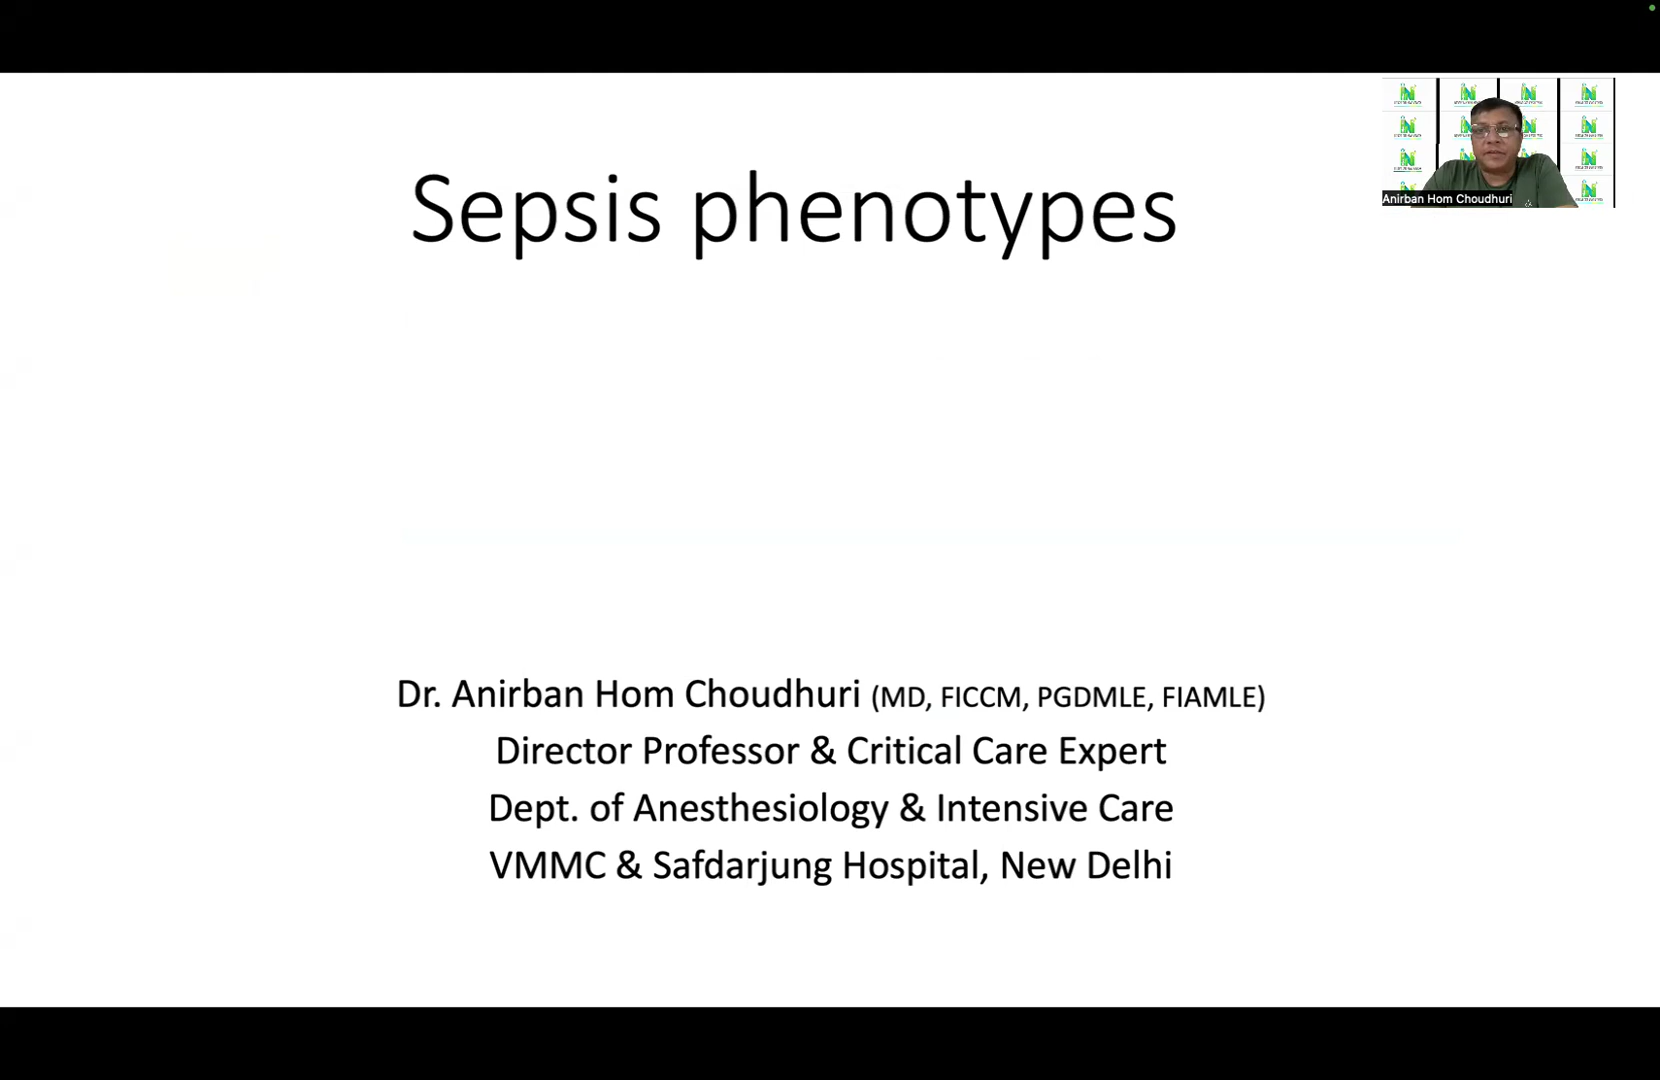 Sepsis phenotypes
Anirban Hom Choudhuri
Dr. Anirban Hom Choudhuri (MD, FICCM, PGDMLE, FIAMLE)
Director Professor & Critical Care Expert
Dept. of Anesthesiology & Intensive Care
VMMC & Safdarjung Hospital, New Delhi